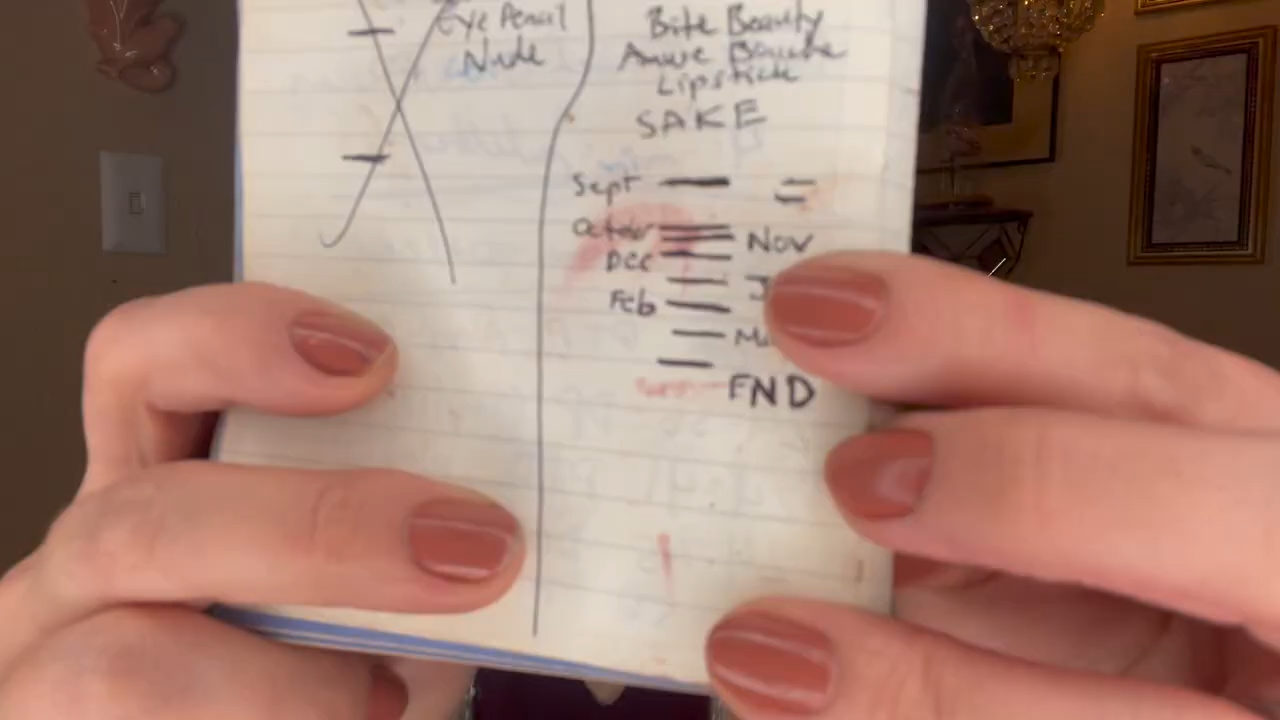 Eye Pencil
Nude
Bite Beauty
Amuse Bouche
Lipstick
SAKE
Sept
October
Nov
Dec
Feb
END